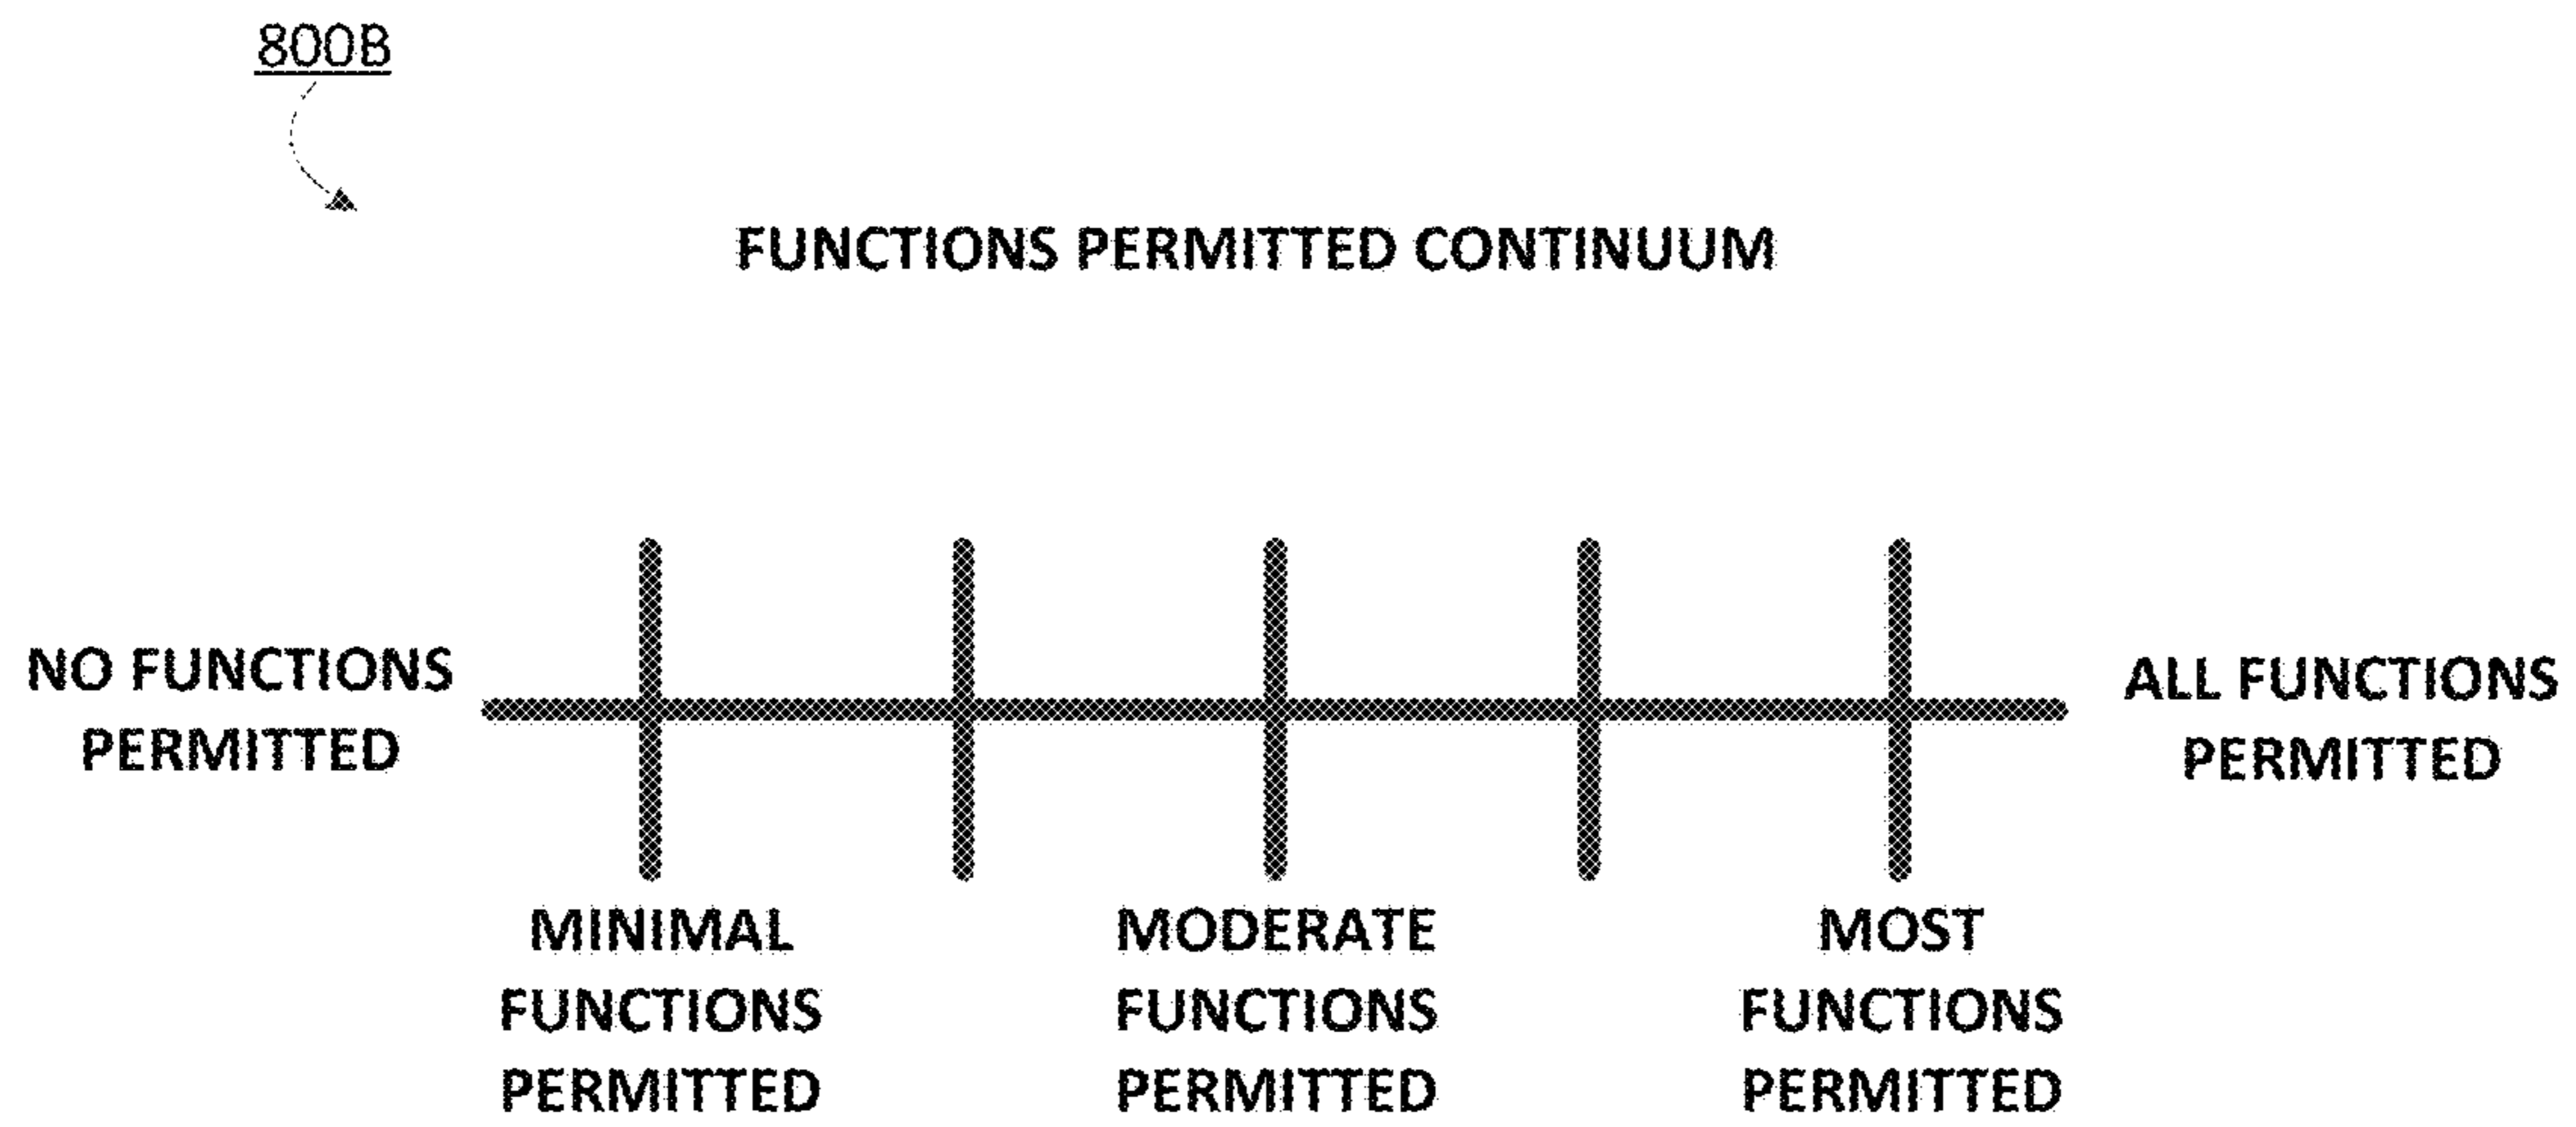 800B
FUNCTIONS PERMITTED CONTINUUM
NO FUNCTIONS
PERMITTED
ALL FUNCTIONS
PERMITTED
MINIMAL
FUNCTIONS
PERMITTED
MODERATE
FUNCTIONS
PERMITTED
MOST
FUNCTIONS
PERMITTED